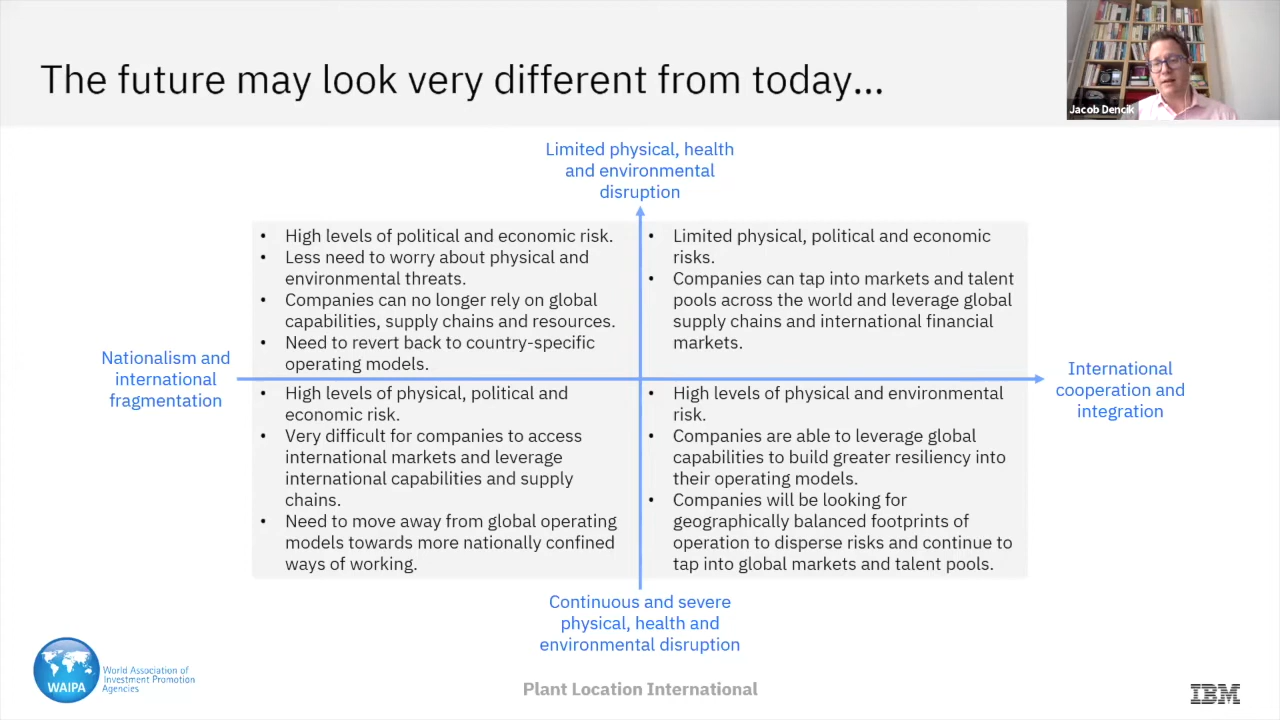 The future may look very different from today...
Jacob Dencik
Limited physical, health
and environmental
disruption
• High levels of political and economic risk.
• Less need to worry about physical and
environmental threats.
• Companies can no longer rely on global
capabilities, supply chains and resources.
• Need to revert back to country-specific
operating models.
• Limited physical, political and economic
risks.
• Companies can tap into markets and talent
pools across the world and leverage global
supply chains and international financial
markets.
Nationalism and
international
fragmentation
International
cooperation and
integration
• High levels of physical, political and
economic risk.
• Very difficult for companies to access
international markets and leverage
international capabilities and supply
chains.
• Need to move away from global operating
models towards more nationally confined
ways of working.
• High levels of physical and environmental
risk.
• Companies are able to leverage global
capabilities to build greater resiliency into
their operating models.
• Companies will be looking for
geographically balanced footprints of
operation to disperse risks and continue to
tap into global markets and talent pools.
Continuous and severe
physical, health and
environmental disruption
WAIPA
World Association of
Investment Promotion
Agencies
Plant Location International
IBM